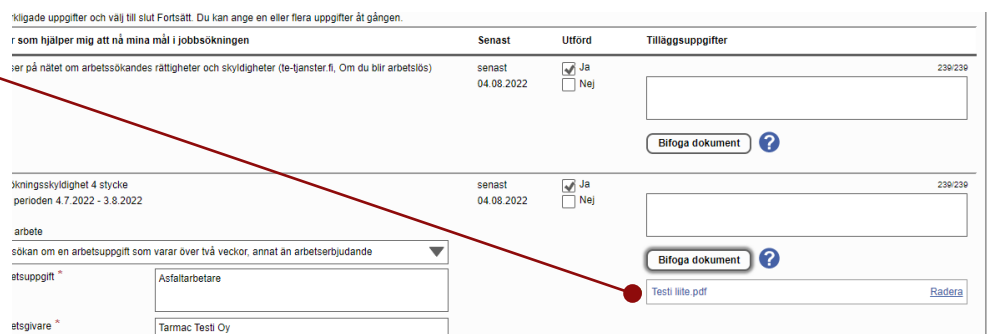 rkligade uppgifter och välj till slut Fortsätt. Du kan ange en eller flera uppgifter åt gången.
r som hjälper mig att nå mina mål i jobbsökningen Senast Utförd Tilläggsuppgifter
ser på nätet om arbetssökandes rättigheter och skyldigheter (te-tjanster.fi, Om du blir arbetslös) senast Ja 239/239
04.08.2022 Nej
Bifoga dokument ?
ökningsskyldighet 4 stycke senast Ja 239/239
perioden 4.7.2022 - 3.8.2022 04.08.2022 Nej
arbete
sökan om en arbetsuppgift som varar över två veckor, annat än arbetserbjudande
Bifoga dokument ?
etsuppgift * Asfaltarbetare
Testi liite.pdf Radera
etsgivare * Tarmac Testi Oy